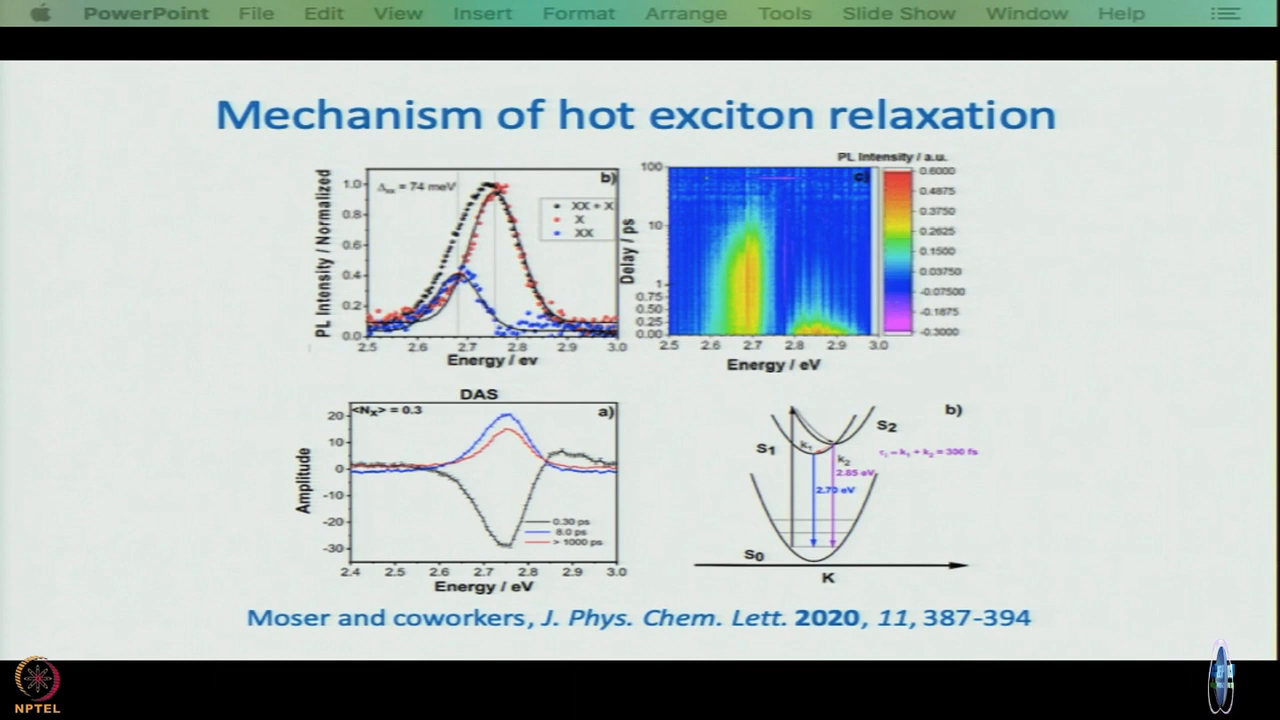 PowerPoint File Edit View Insert Format Arrange Tools Slide Show Window Help
Mechanism of hot exciton relaxation
b)
Δxx = 74 meV
XX + X
X
XX
PL Intensity / Normalized
1.0
0.8
0.6
0.4
0.2
0.0
2.5 2.6 2.7 2.8 2.9 3.0
Energy / ev
PL Intensity / a.u.
c)
Delay / ps
100
10
1
0.75
0.50
0.25
0.00
2.5 2.6 2.7 2.8 2.9 3.0
Energy / eV
0.6000
0.4875
0.3750
0.2625
0.1500
0.03750
-0.07500
-0.1875
-0.3000
DAS
<Nx> = 0.3
a)
Amplitude
20
10
0
-10
-20
-30
0.30 ps
8.0 ps
> 1000 ps
2.4 2.5 2.6 2.7 2.8 2.9 3.0
Energy / eV
b)
S2
S1
k1
k2
= k1 + k2 = 300 fs
2.85 eV
2.70 eV
S0
K
Moser and coworkers, J. Phys. Chem. Lett. 2020, 11, 387-394
NPTEL